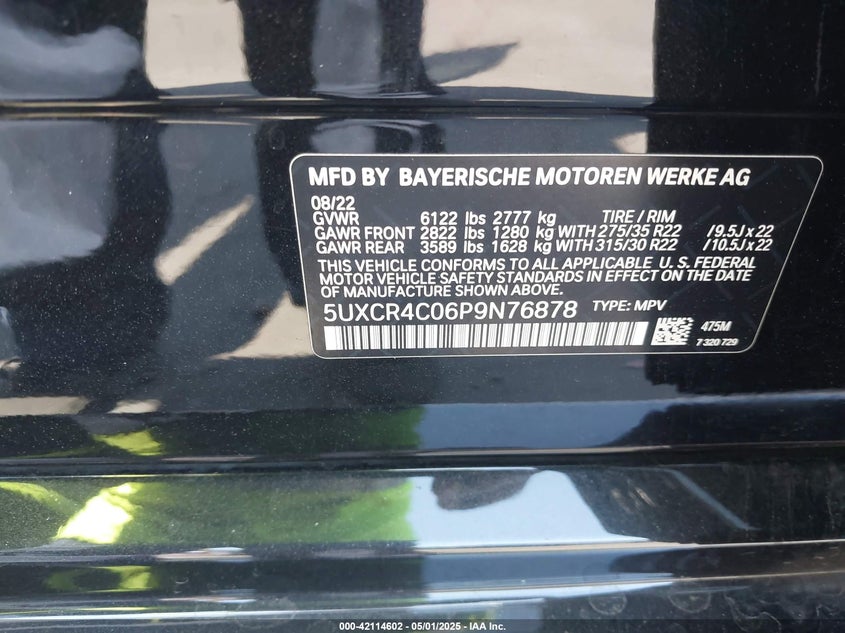 MFD BY BAYERISCHE MOTOREN WERKE AG
08/22
GVWR 6122 lbs 2777 kg TIRE / RIM
GAWR FRONT 2822 lbs 1280 kg WITH 275/35 R22 /9.5J x 22
GAWR REAR 3589 lbs 1628 kg WITH 315/30 R22 /10.5J x 22
THIS VEHICLE CONFORMS TO ALL APPLICABLE U. S. FEDERAL
MOTOR VEHICLE SAFETY STANDARDS IN EFFECT ON THE DATE
OF MANUFACTURE SHOWN ABOVE.
5UXCR4C06P9N76878 TYPE: MPV
475M
7 320 729
000-42114602 - 05/01/2025 - IAA Inc.